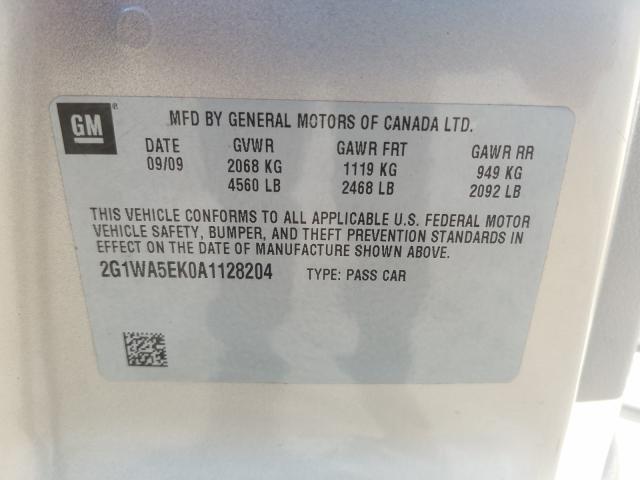 GM®
MFD BY GENERAL MOTORS OF CANADA LTD.
DATE GVWR GAWR FRT GAWR RR
09/09 2068 KG 1119 KG 949 KG
4560 LB 2468 LB 2092 LB
THIS VEHICLE CONFORMS TO ALL APPLICABLE U.S. FEDERAL MOTOR
VEHICLE SAFETY, BUMPER, AND THEFT PREVENTION STANDARDS IN
EFFECT ON THE DATE OF MANUFACTURE SHOWN ABOVE.
2G1WA5EK0A1128204 TYPE: PASS CAR